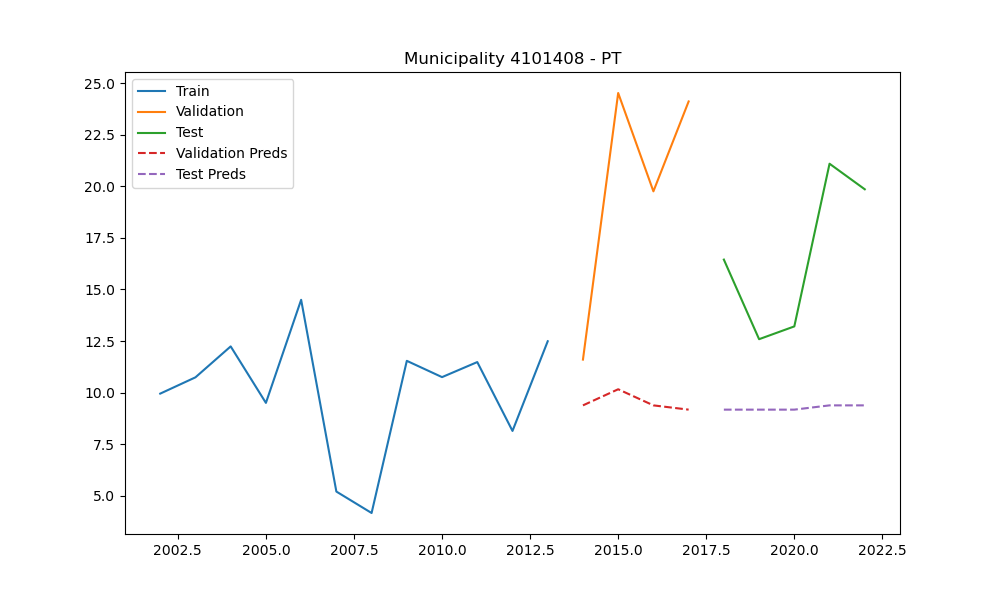 Municipality 4101408 - PT
25.0
22.5
20.0
17.5
15.0
12.5
10.0
7.5
5.0
Train
Validation
Test
Validation Preds
Test Preds
2002.5 2005.0 2007.5 2010.0 2012.5 2015.0 2017.5 2020.0 2022.5